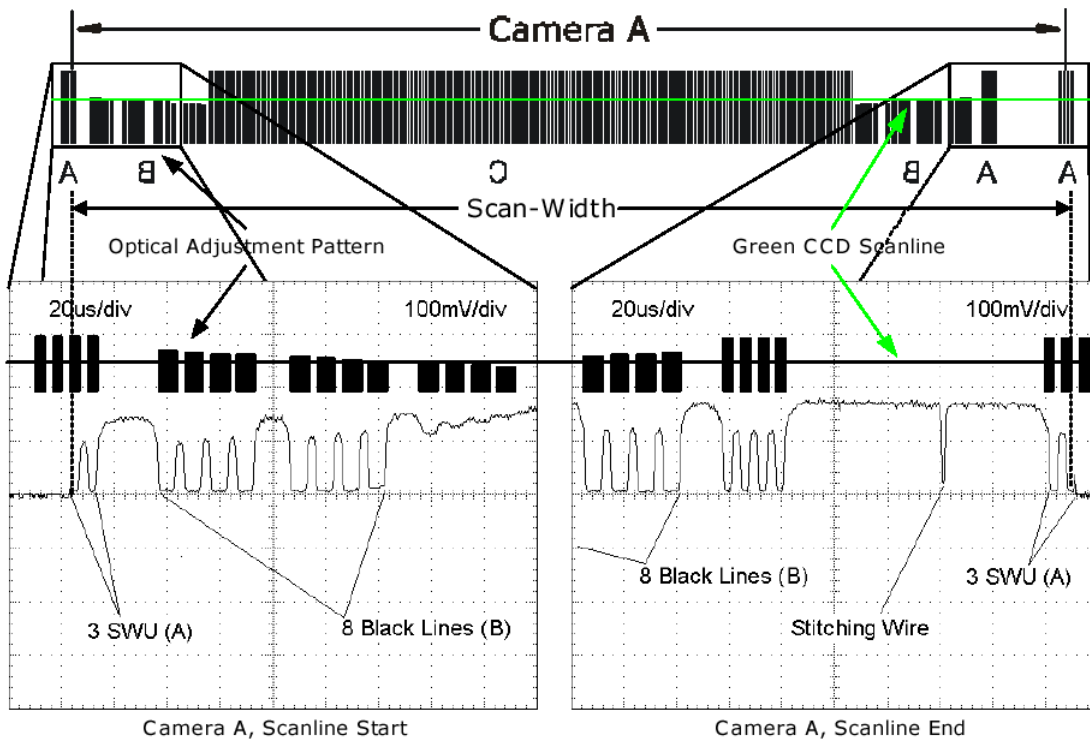 Camera A
A B C B A A
Scan-Width
Optical Adjustment Pattern
Green CCD Scanline
20us/div 100mV/div
20us/div 100mV/div
3 SWU (A)
8 Black Lines (B)
8 Black Lines (B)
Stitching Wire
3 SWU (A)
Camera A, Scanline Start
Camera A, Scanline End